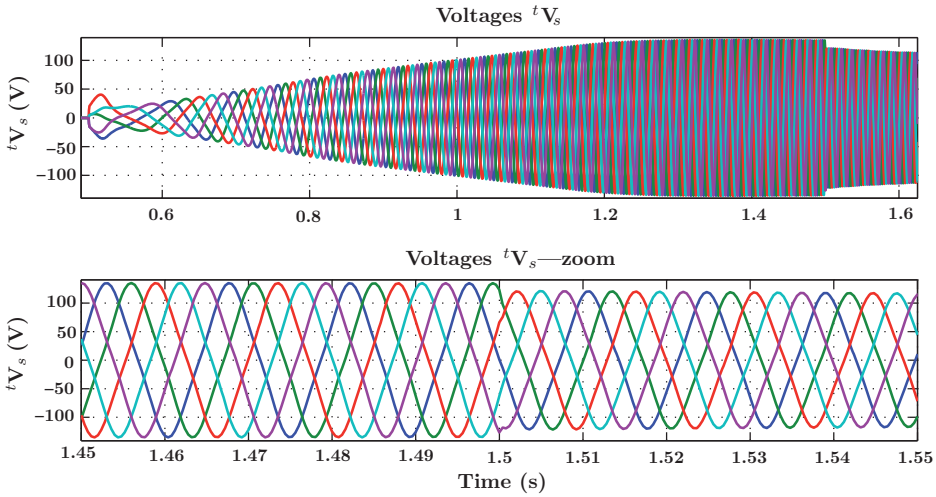 Voltages ᵗVₛ
ᵗVₛ (V)
100
50
0
−50
−100
0.6 0.8 1 1.2 1.4 1.6
Voltages ᵗVₛ—zoom
ᵗVₛ (V)
100
50
0
−50
−100
1.45 1.46 1.47 1.48 1.49 1.5 1.51 1.52 1.53 1.54 1.55
Time (s)